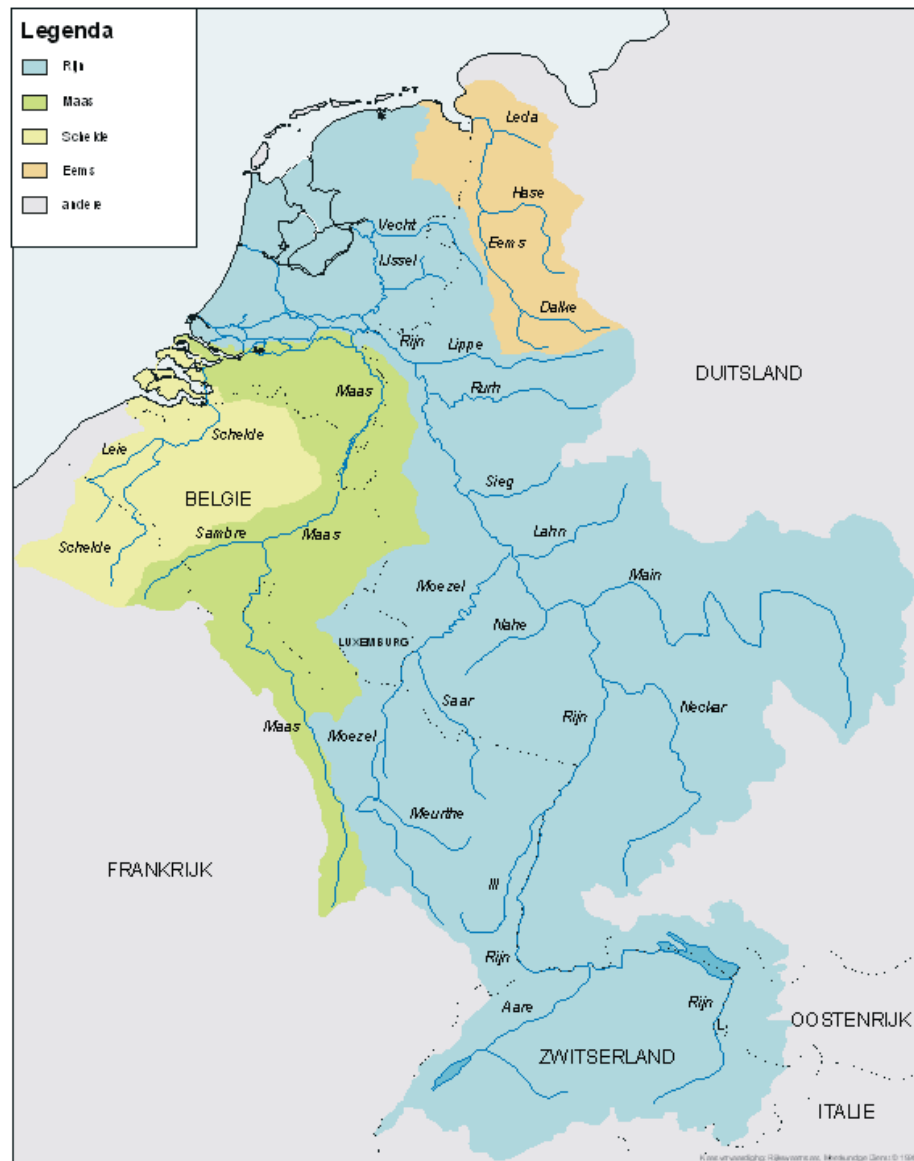 Legenda
Rijn
Maas
Schelde
Eems
andere
Leda
Hase
Vecht
Eems
IJssel
Dalke
Rijn
Lippe
DUITSLAND
Maas
Rurh
Schelde
Leie
Sieg
BELGIE
Sambre
Maas
Lahn
Schelde
Moezel
Main
Nahe
LUXEMBURG
Saar
Maas
Moezel
Rijn
Neckar
Meurthe
FRANKRIJK
Ill
Rijn
Aare
Rijn
L
OOSTENRIJK
ZWITSERLAND
ITALIE